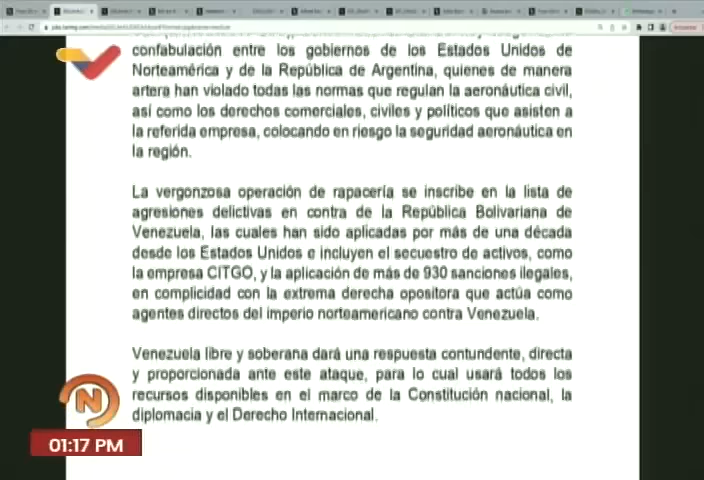 confabulación entre los gobiernos de los Estados Unidos de
Norteamérica y de la República de Argentina, quienes de manera
artera han violado todas las normas que regulan la aeronáutica civil,
así como los derechos comerciales, civiles y políticos que asisten a
la referida empresa, colocando en riesgo la seguridad aeronáutica en
la región.
La vergonzosa operación de rapacería se inscribe en la lista de
agresiones delictivas en contra de la República Bolivariana de
Venezuela, las cuales han sido aplicadas por más de una década
desde los Estados Unidos e incluyen el secuestro de activos, como
la empresa CITGO, y la aplicación de más de 930 sanciones ilegales,
en complicidad con la extrema derecha opositora que actúa como
agentes directos del imperio norteamericano contra Venezuela.
Venezuela libre y soberana dará una respuesta contundente, directa
y proporcionada ante este ataque, para lo cual usará todos los
recursos disponibles en el marco de la Constitución nacional, la
diplomacia y el Derecho Internacional.
N
01:17 PM